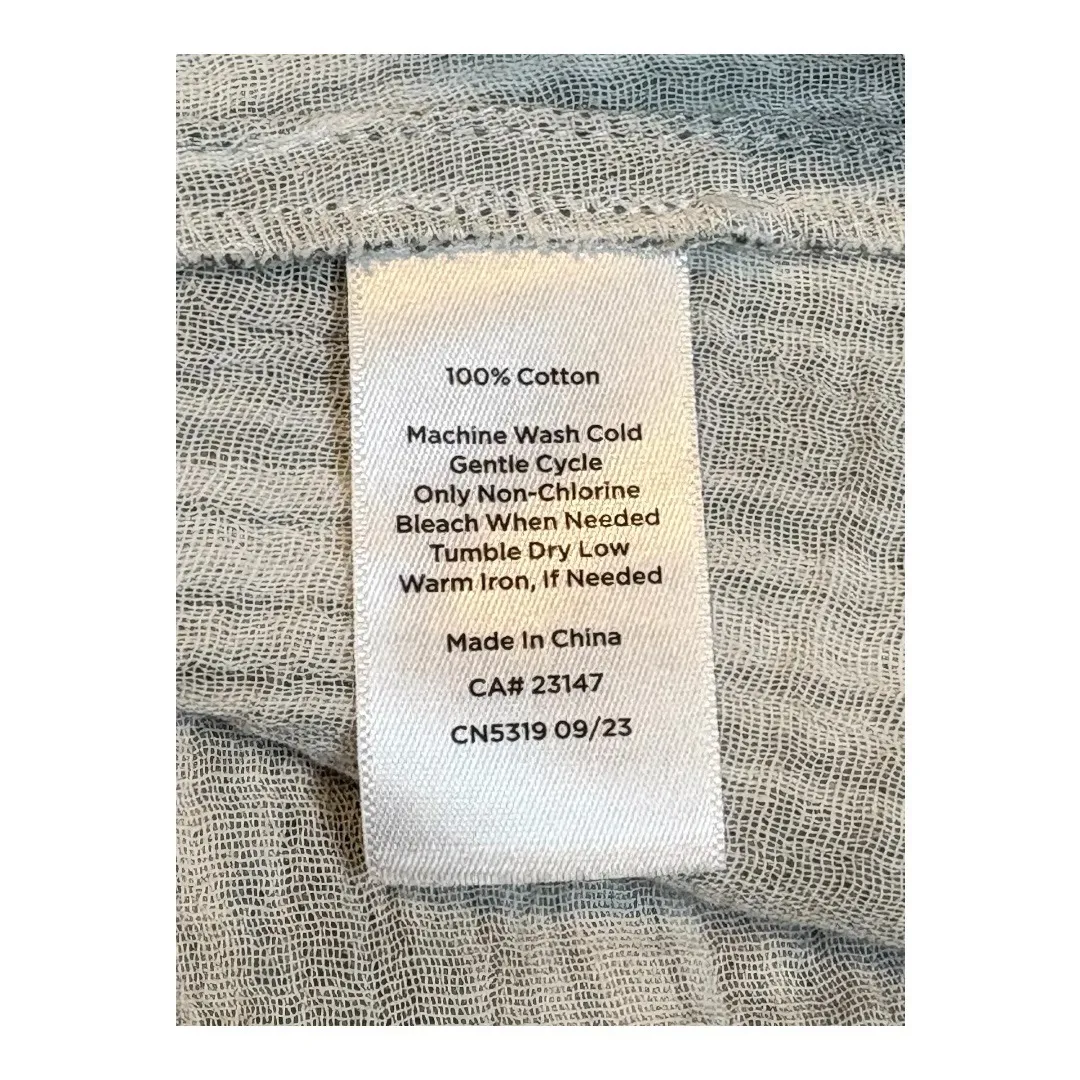 100% Cotton
Machine Wash Cold
Gentle Cycle
Only Non-Chlorine
Bleach When Needed
Tumble Dry Low
Warm Iron, If Needed
Made In China
CA# 23147
CN5319 09/23